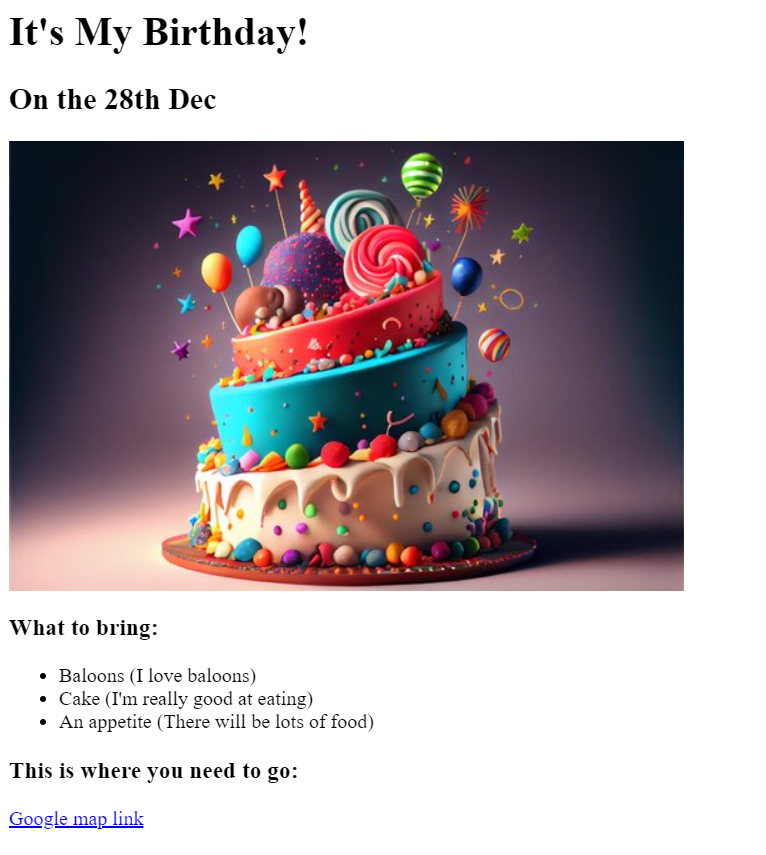 It's My Birthday!
On the 28th Dec
What to bring:
Baloons (I love baloons)
Cake (I'm really good at eating)
An appetite (There will be lots of food)
This is where you need to go:
Google map link